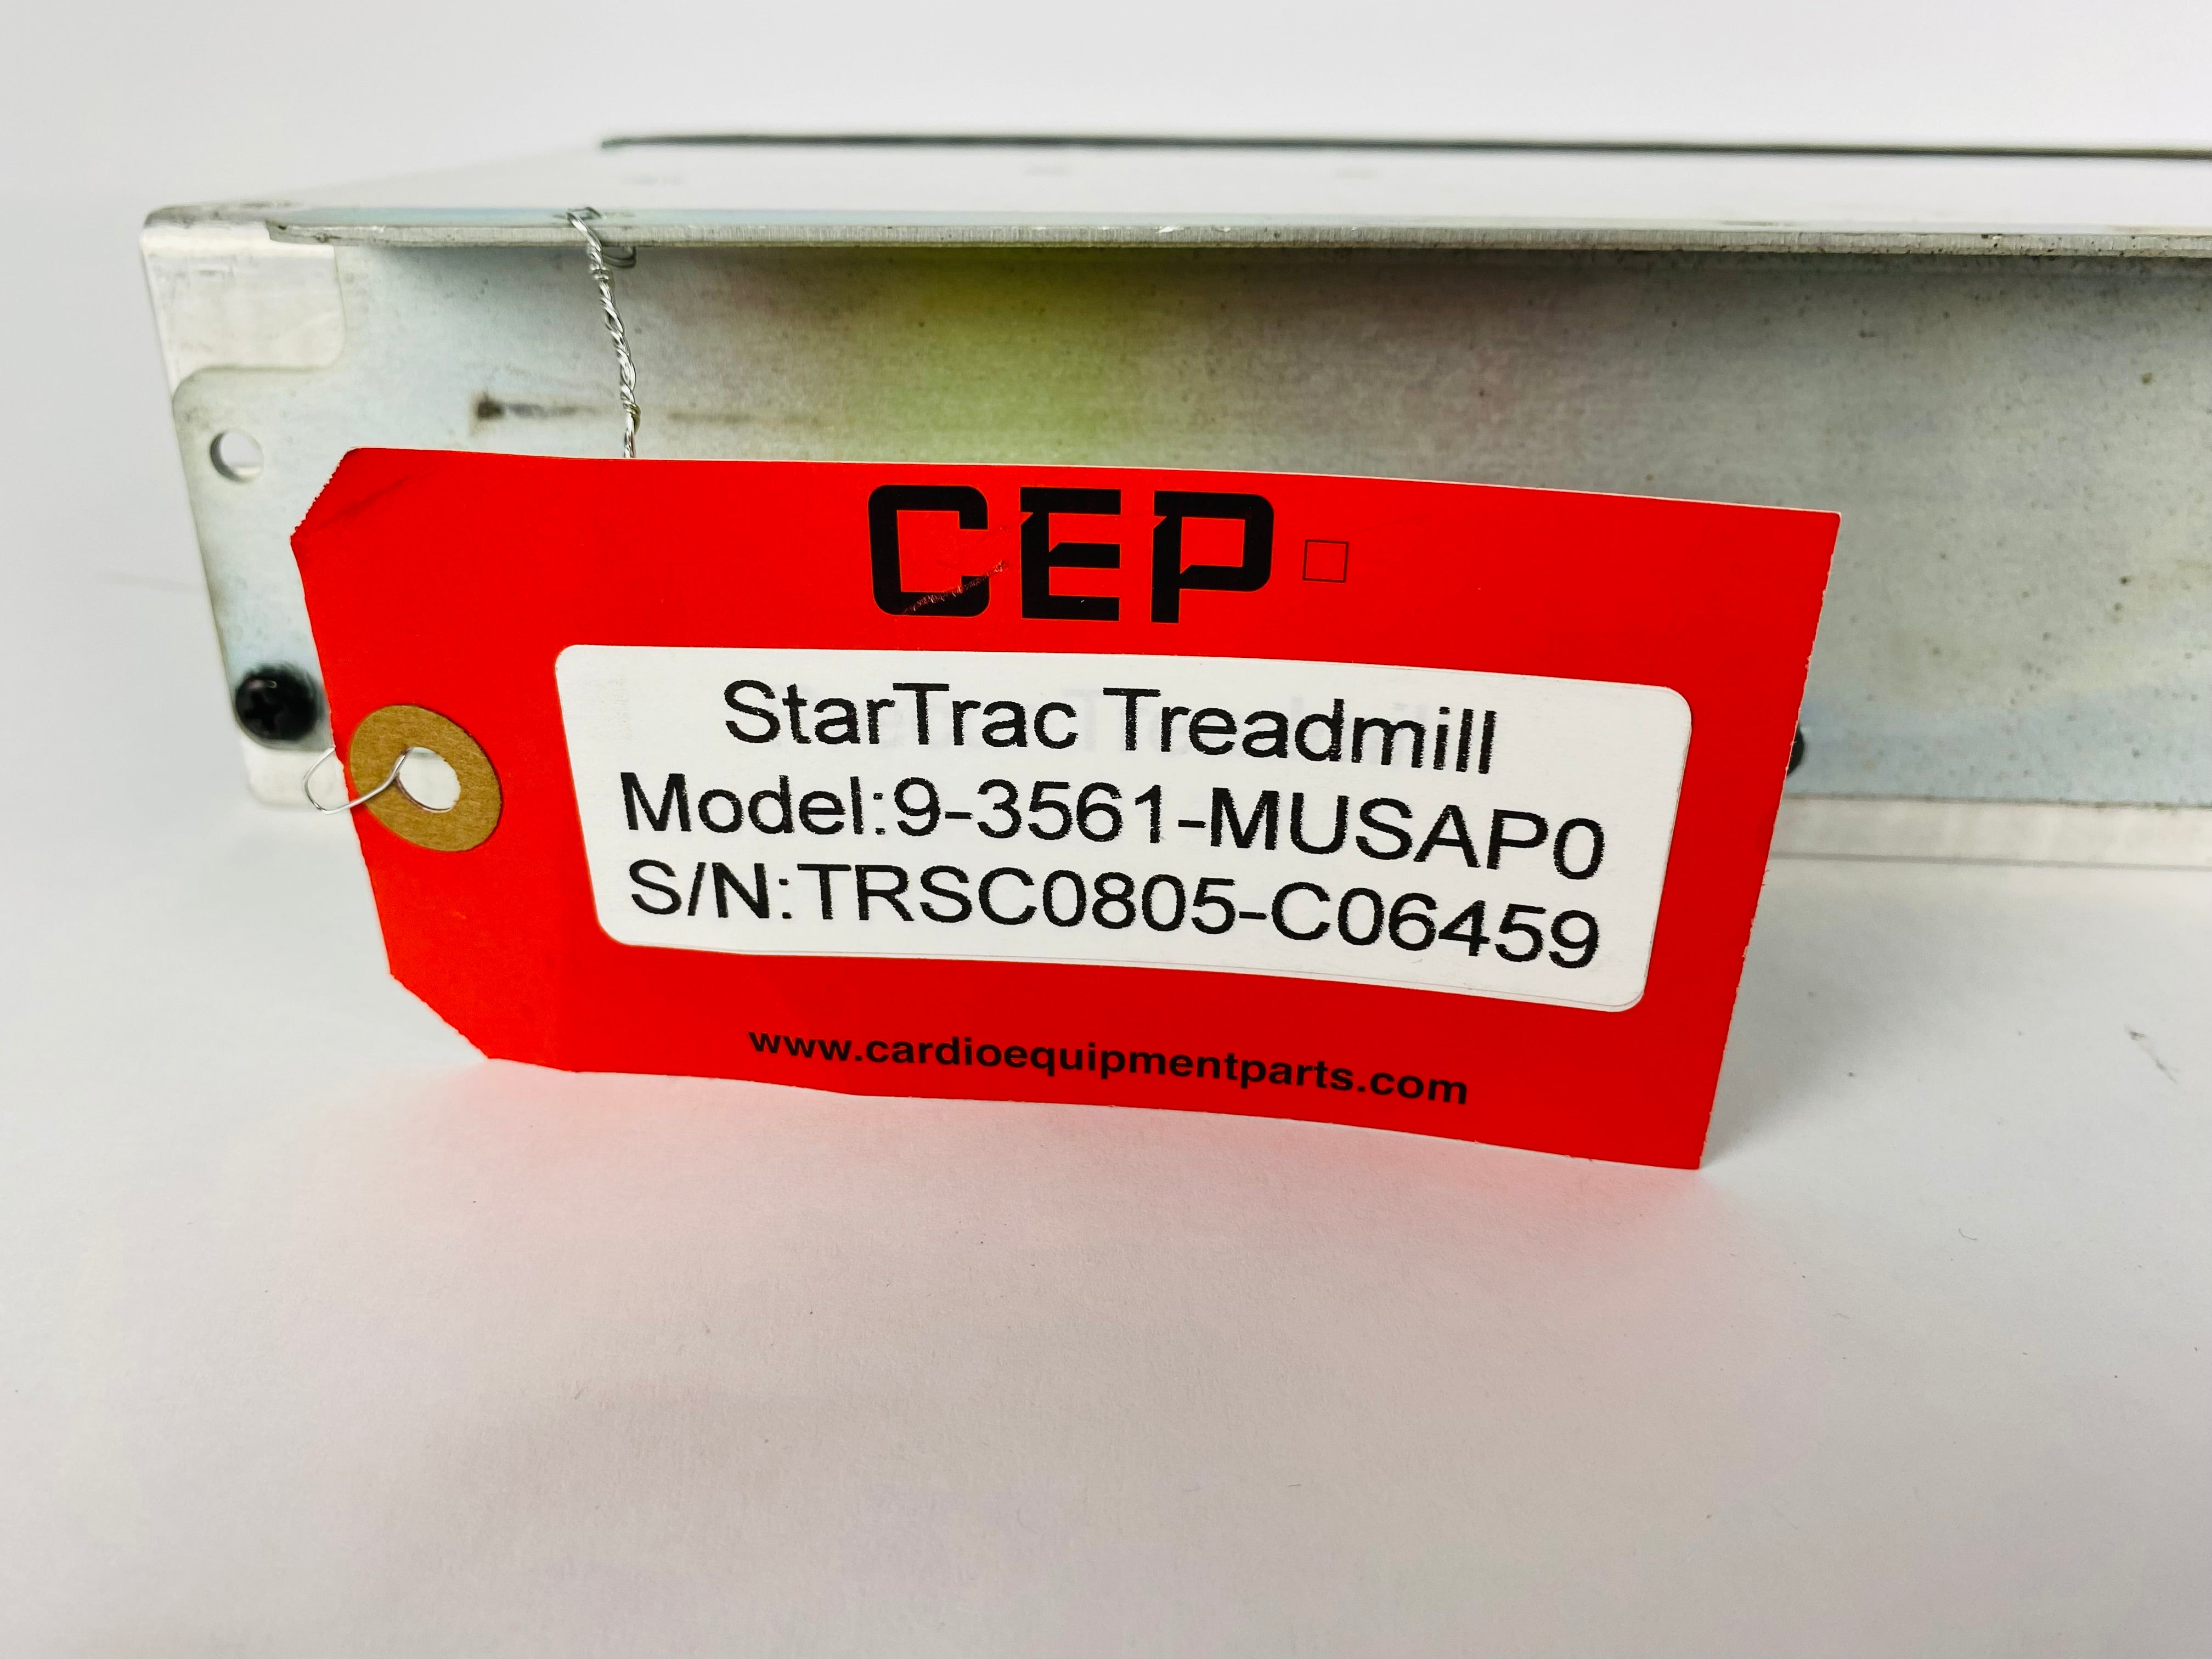 CEP
StarTrac Treadmill
Model:9-3561-MUSAP0
S/N:TRSC0805-C06459
www.cardioequipmentparts.com